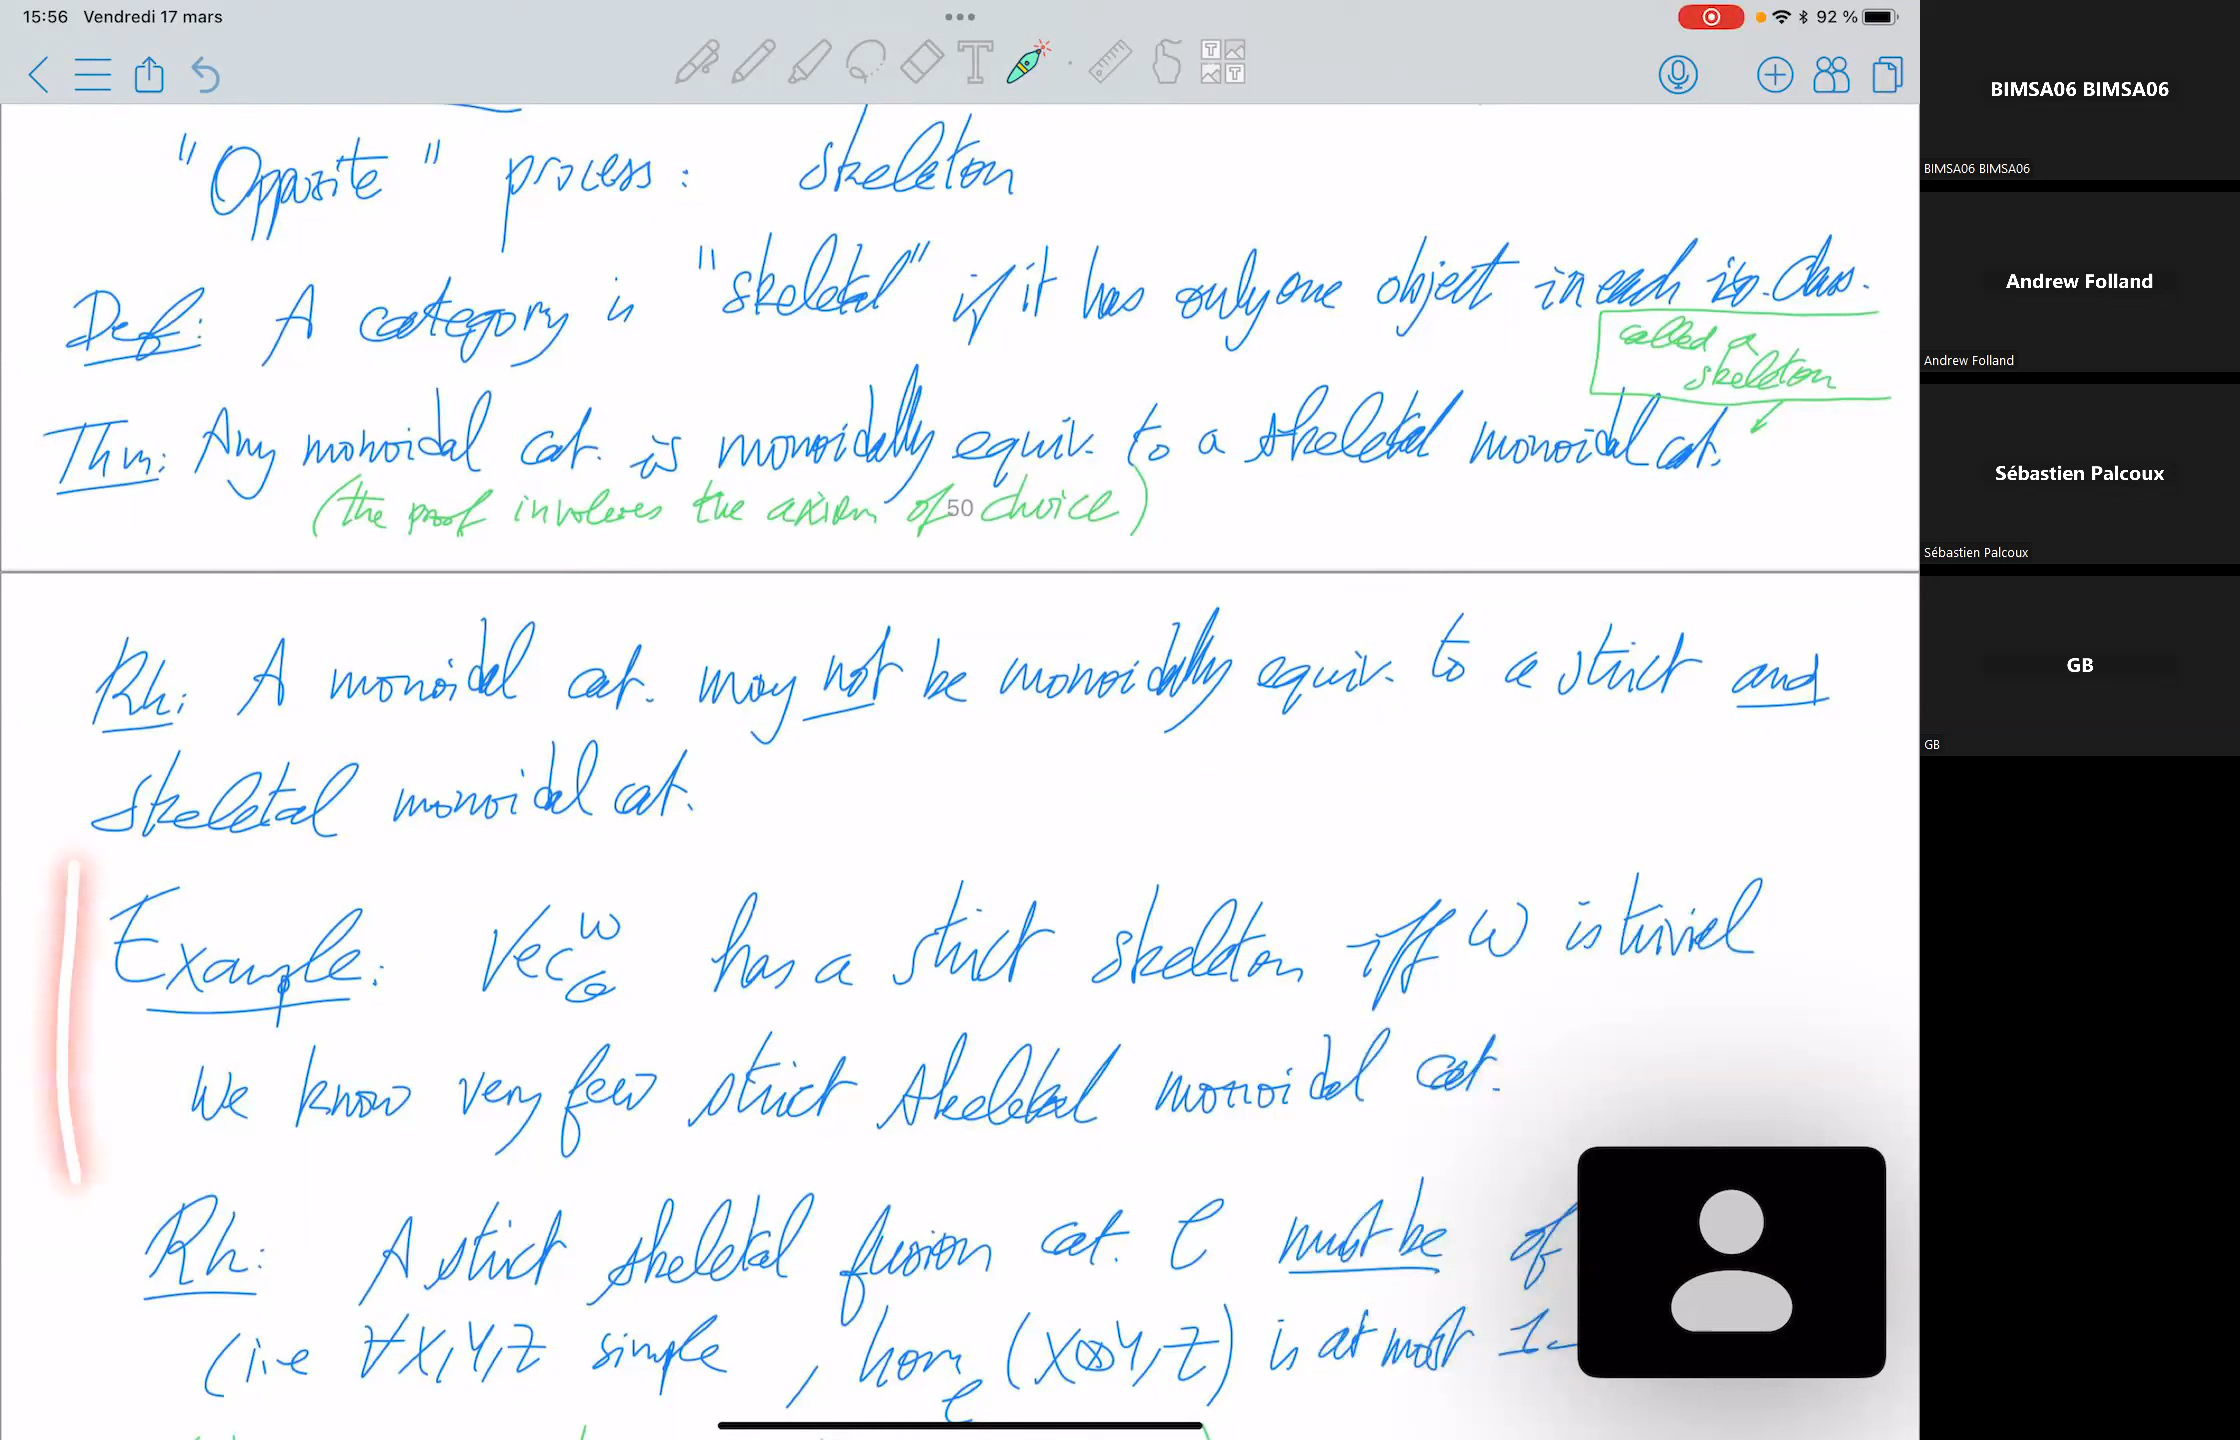 15:56 Vendredi 17 mars
92 %
"Opposite" process: skeleton
Def: A category is "skeletal" if it has only one object in each iso. class.
called a
skeleton
Thm: Any monoidal cat. is monoidally equiv. to a skeletal monoidal cat.
(the proof involves the axiom of choice)
50
Rk: A monoidal cat. may not be monoidally equiv. to a strict and
skeletal monoidal cat.
Example: Vec_G^ω has a strict skeleton iff ω is trivial
We know very few strict skeletal monoidal cat.
Rk: A strict skeletal fusion cat. C must be of
(i.e ∀X,Y,Z simple, hom_C (X⊗Y,Z) is at most 1-
BIMSA06 BIMSA06
BIMSA06 BIMSA06
Andrew Folland
Andrew Folland
Sébastien Palcoux
Sébastien Palcoux
GB
GB